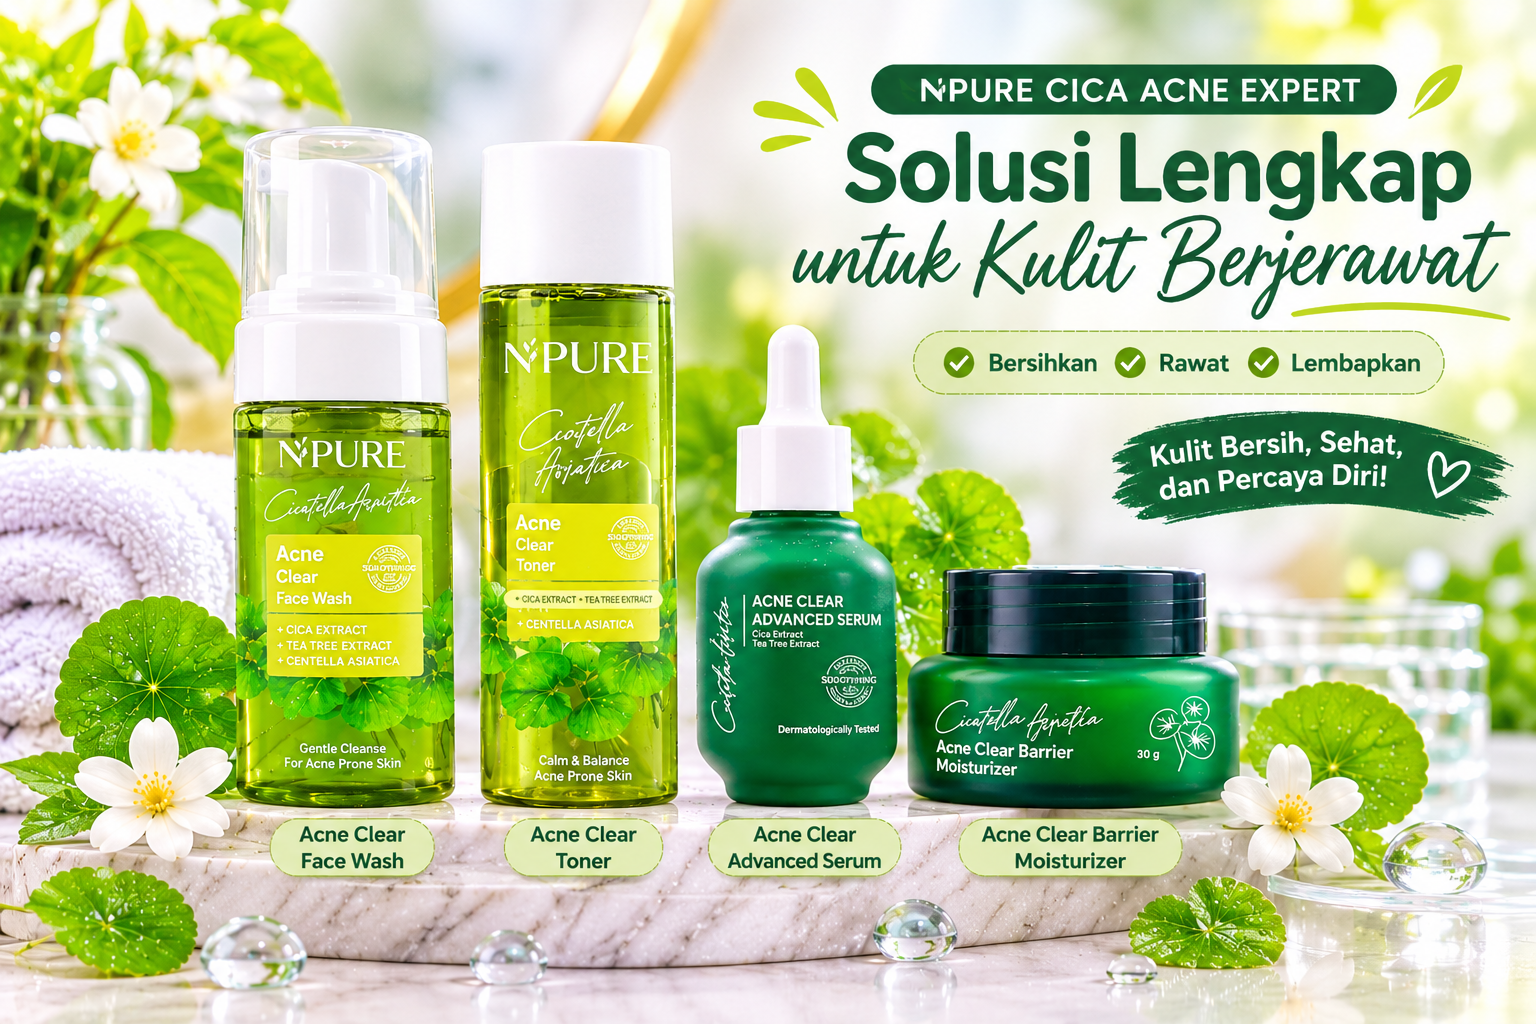 NPURE CICA ACNE EXPERT
Solusi Lengkap
untuk Kulit Berjerawat
Bersihkan
Rawat
Lembapkan
Kulit Bersih, Sehat,
dan Percaya Diri!
NPURE
Acne
Clear
Face Wash
SOOTHING
+ CICA EXTRACT
+ TEA TREE EXTRACT
+ CENTELLA ASIATICA
Gentle Cleanse
For Acne Prone Skin
NPURE
Acne
Clear
Toner
• CICA EXTRACT • TEA TREE EXTRACT
+ CENTELLA ASIATICA
Calm & Balance
Acne Prone Skin
ACNE CLEAR
ADVANCED SERUM
Cica Extract
Tea Tree Extract
Dermatologically Tested
Acne Clear Barrier
Moisturizer
30 g
Acne Clear
Face Wash
Acne Clear
Toner
Acne Clear
Advanced Serum
Acne Clear Barrier
Moisturizer